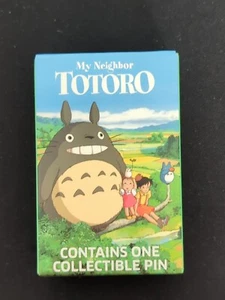 My Neighbor
TOTORO
CONTAINS ONE
COLLECTIBLE PIN